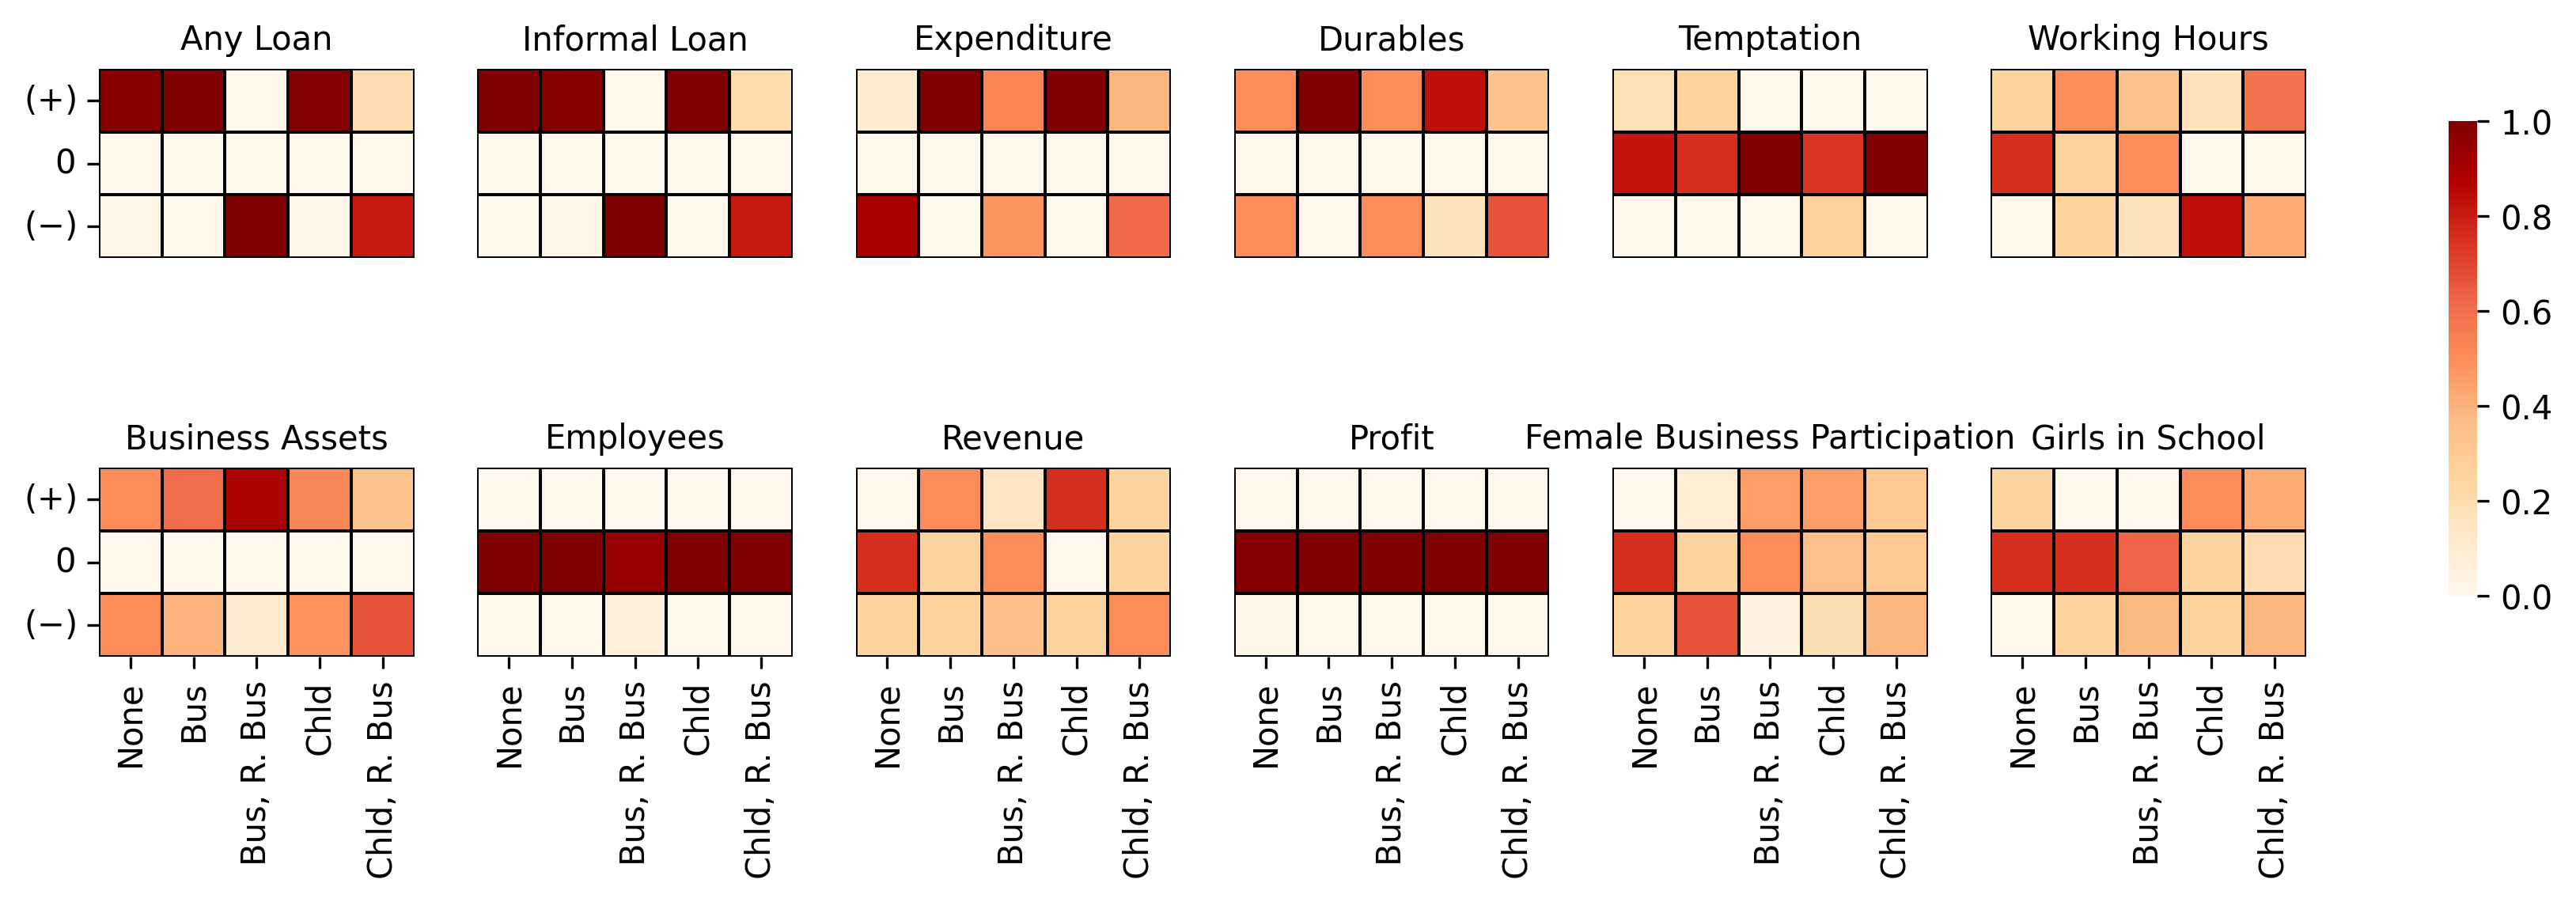 Any Loan
Informal Loan
Expenditure
Durables
Temptation
Working Hours
(+)
0
(−)
1.0
0.8
0.6
0.4
0.2
0.0
Business Assets
Employees
Revenue
Profit
Female Business Participation
Girls in School
(+)
0
(−)
None
Bus
Bus, R. Bus
Chld
Chld, R. Bus
None
Bus
Bus, R. Bus
Chld
Chld, R. Bus
None
Bus
Bus, R. Bus
Chld
Chld, R. Bus
None
Bus
Bus, R. Bus
Chld
Chld, R. Bus
None
Bus
Bus, R. Bus
Chld
Chld, R. Bus
None
Bus
Bus, R. Bus
Chld
Chld, R. Bus